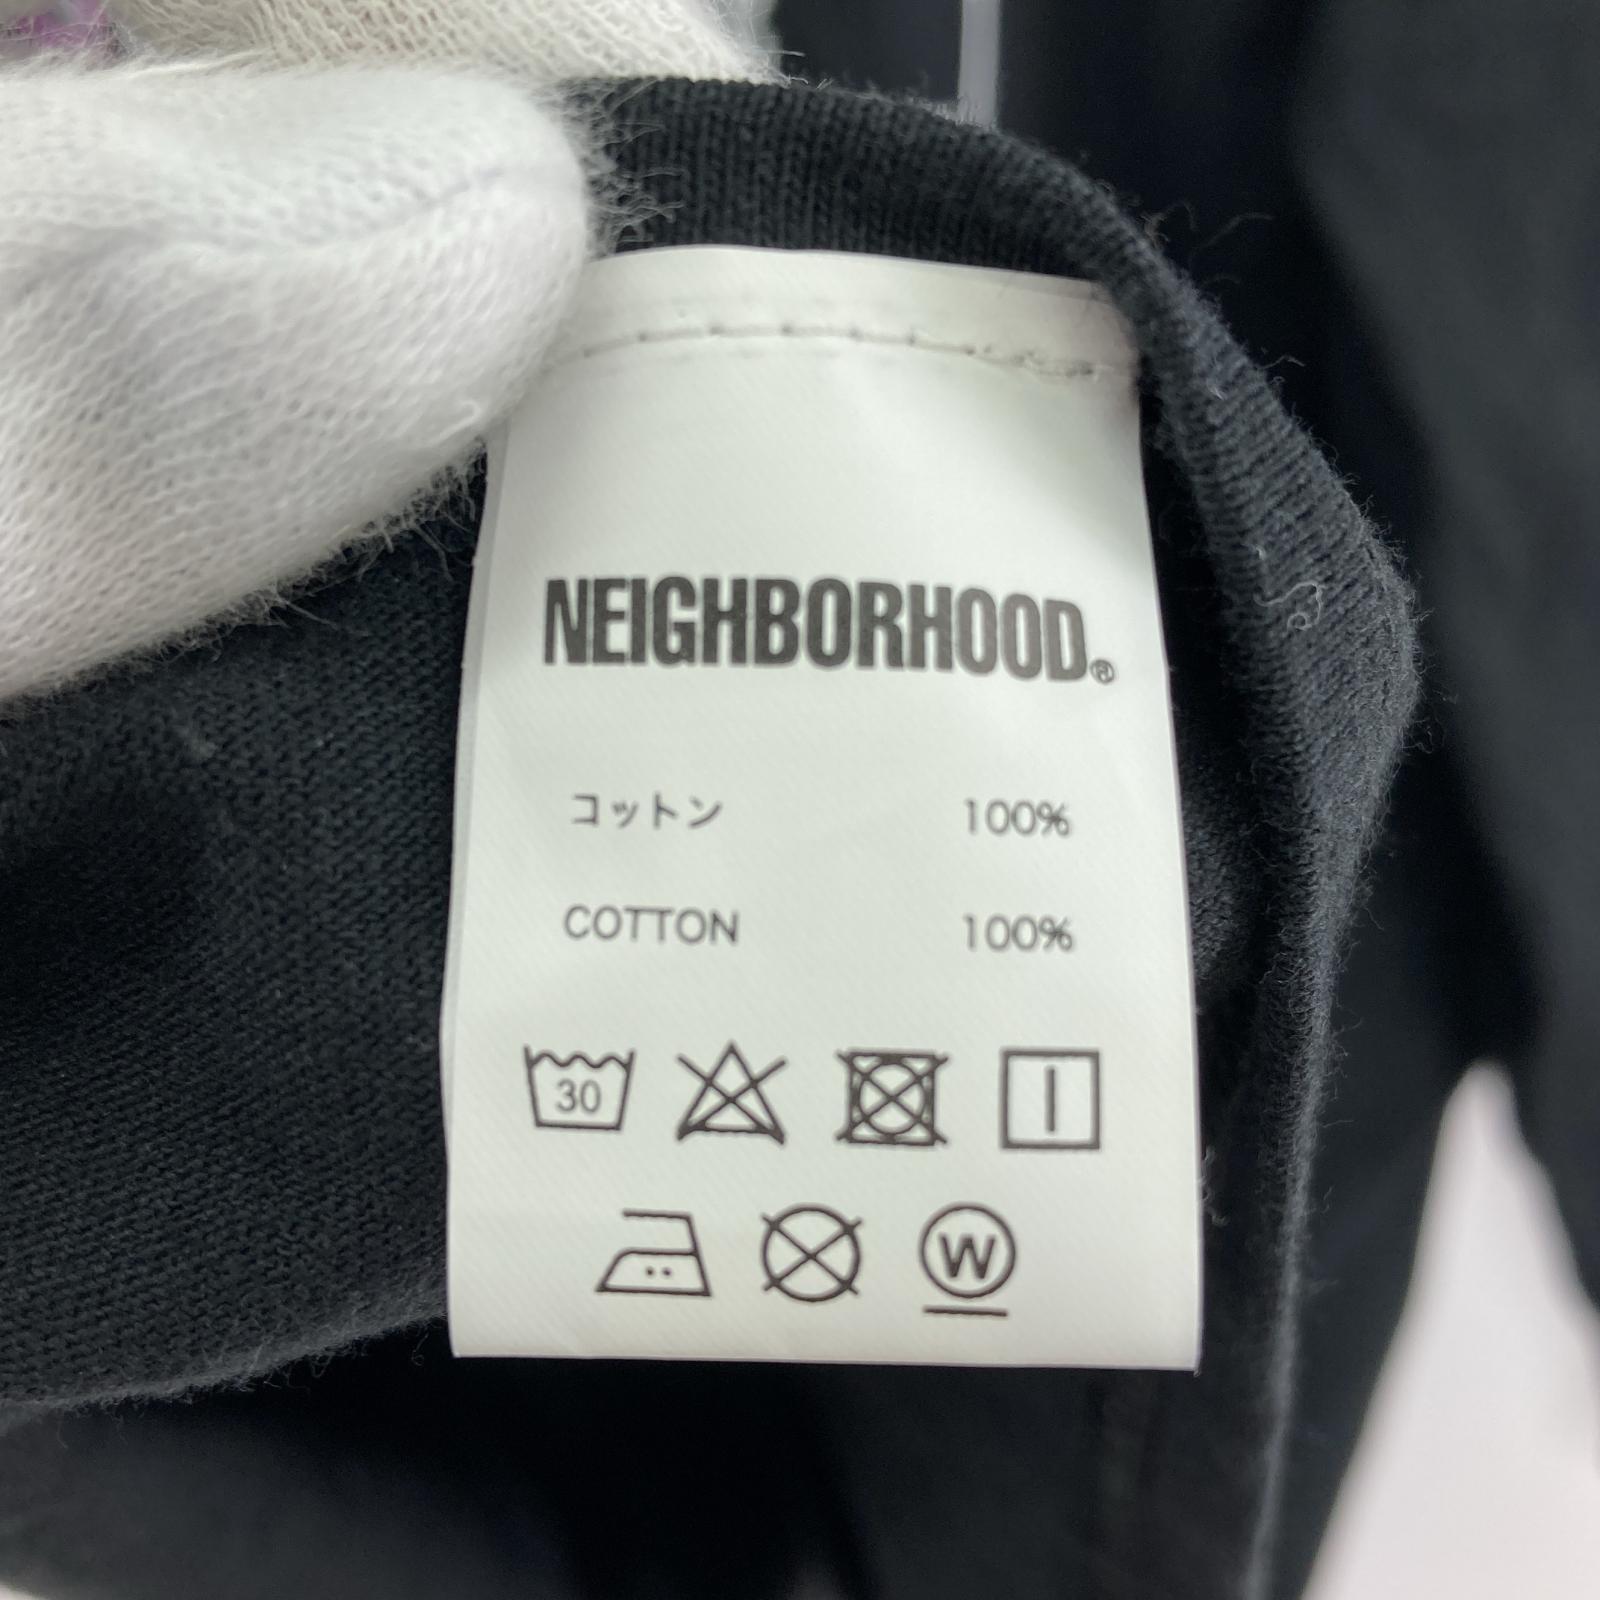 NEIGHBORHOOD®
コットン 100%
COTTON 100%
30
W